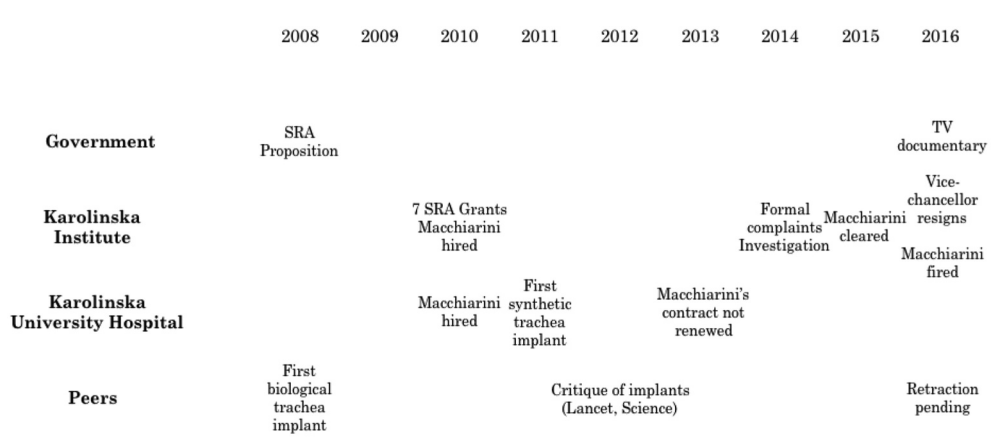 2008 2009 2010 2011 2012 2013 2014 2015 2016
Government
SRA
Proposition
TV
documentary
Karolinska
Institute
7 SRA Grants
Macchiarini
hired
Formal
complaints
Investigation
Macchiarini
cleared
Vice-
chancellor
resigns
Macchiarini
fired
Karolinska
University Hospital
Macchiarini
hired
First
synthetic
trachea
implant
Macchiarini's
contract not
renewed
Peers
First
biological
trachea
implant
Critique of implants
(Lancet, Science)
Retraction
pending